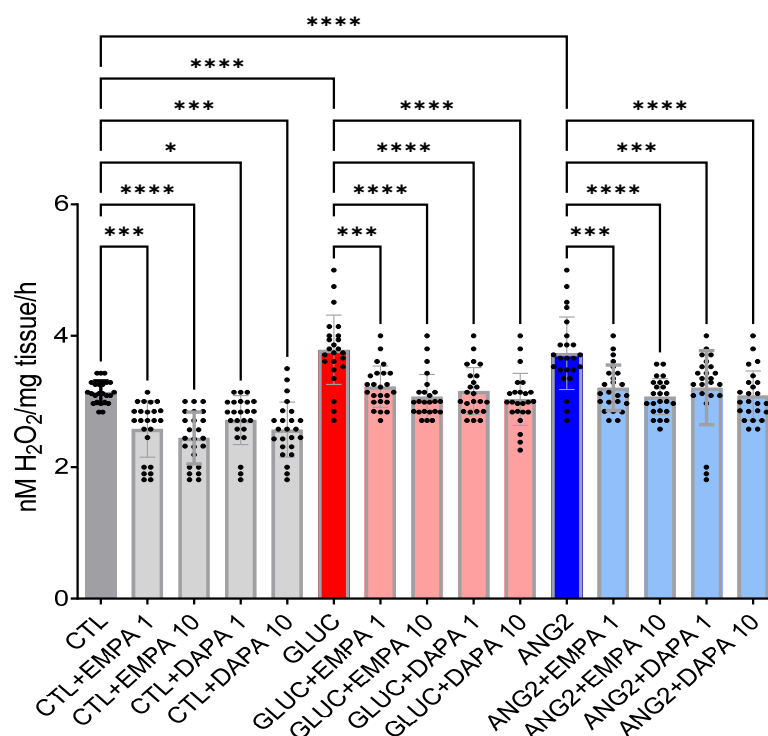 ****
****
***
****
****
*
****
***
****
****
****
***
***
***
6
4
2
0
nM H₂O₂/mg tissue/h
CTL
CTL+EMPA 1
CTL+EMPA 10
CTL+DAPA 1
CTL+DAPA 10
GLUC
GLUC+EMPA 1
GLUC+EMPA 10
GLUC+DAPA 1
GLUC+DAPA 10
ANG2
ANG2+EMPA 1
ANG2+EMPA 10
ANG2+DAPA 1
ANG2+DAPA 10